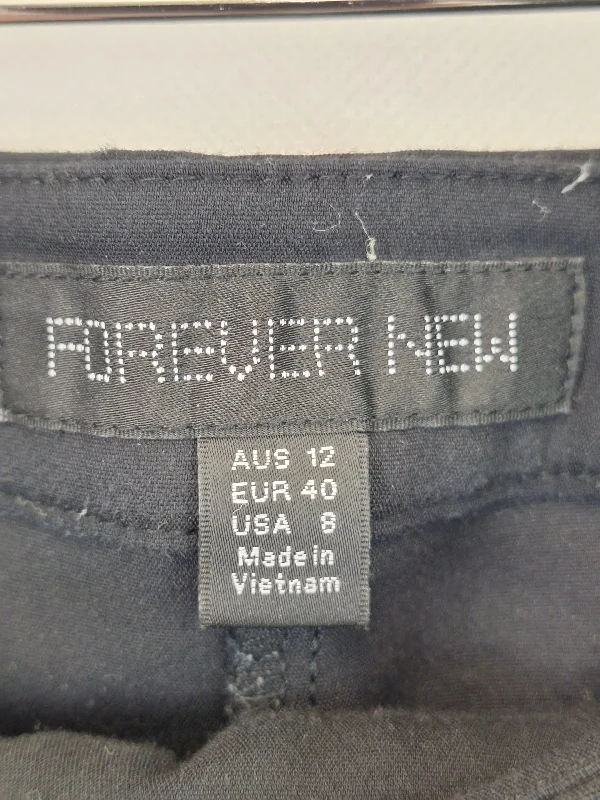 FOREVER NEW
AUS 12
EUR 40
USA 8
Made in
Vietnam